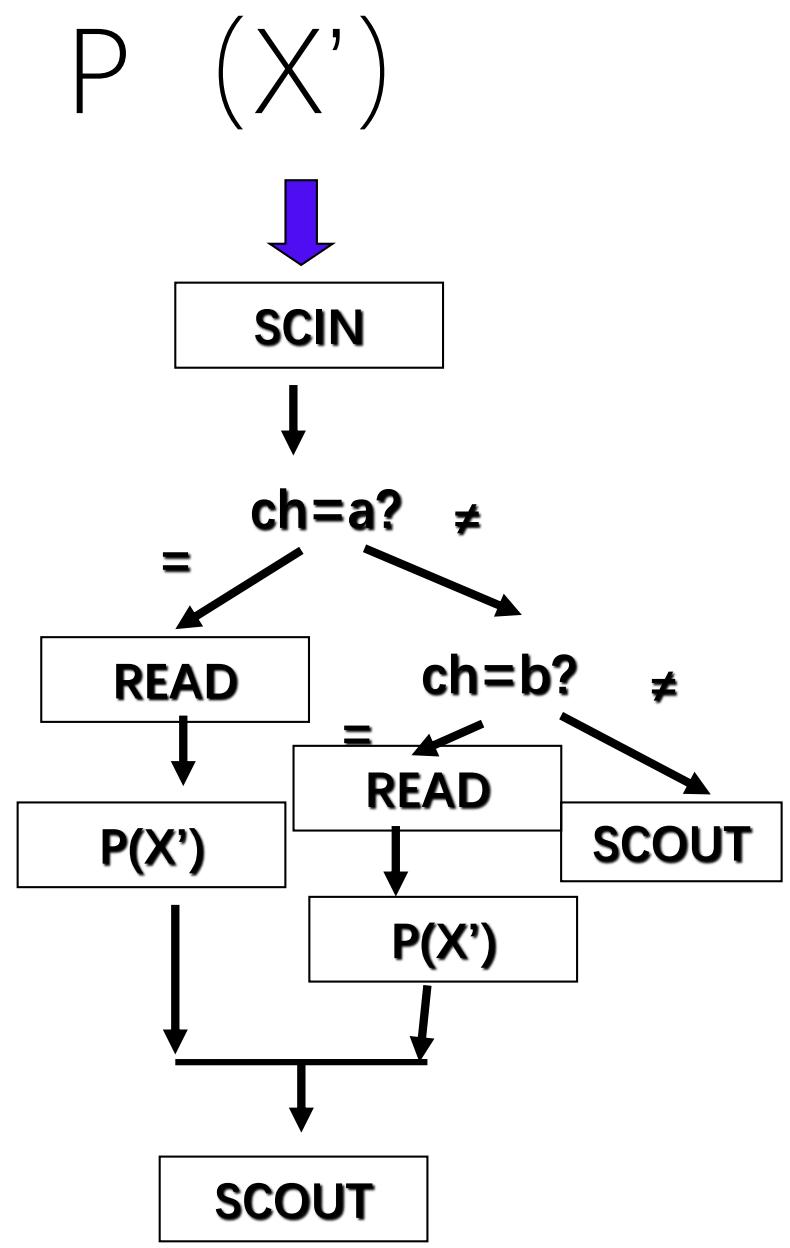 P (X’)
SCIN
ch=a? ≠
=
READ
ch=b? ≠
=
READ
P(X’)
SCOUT
P(X’)
SCOUT